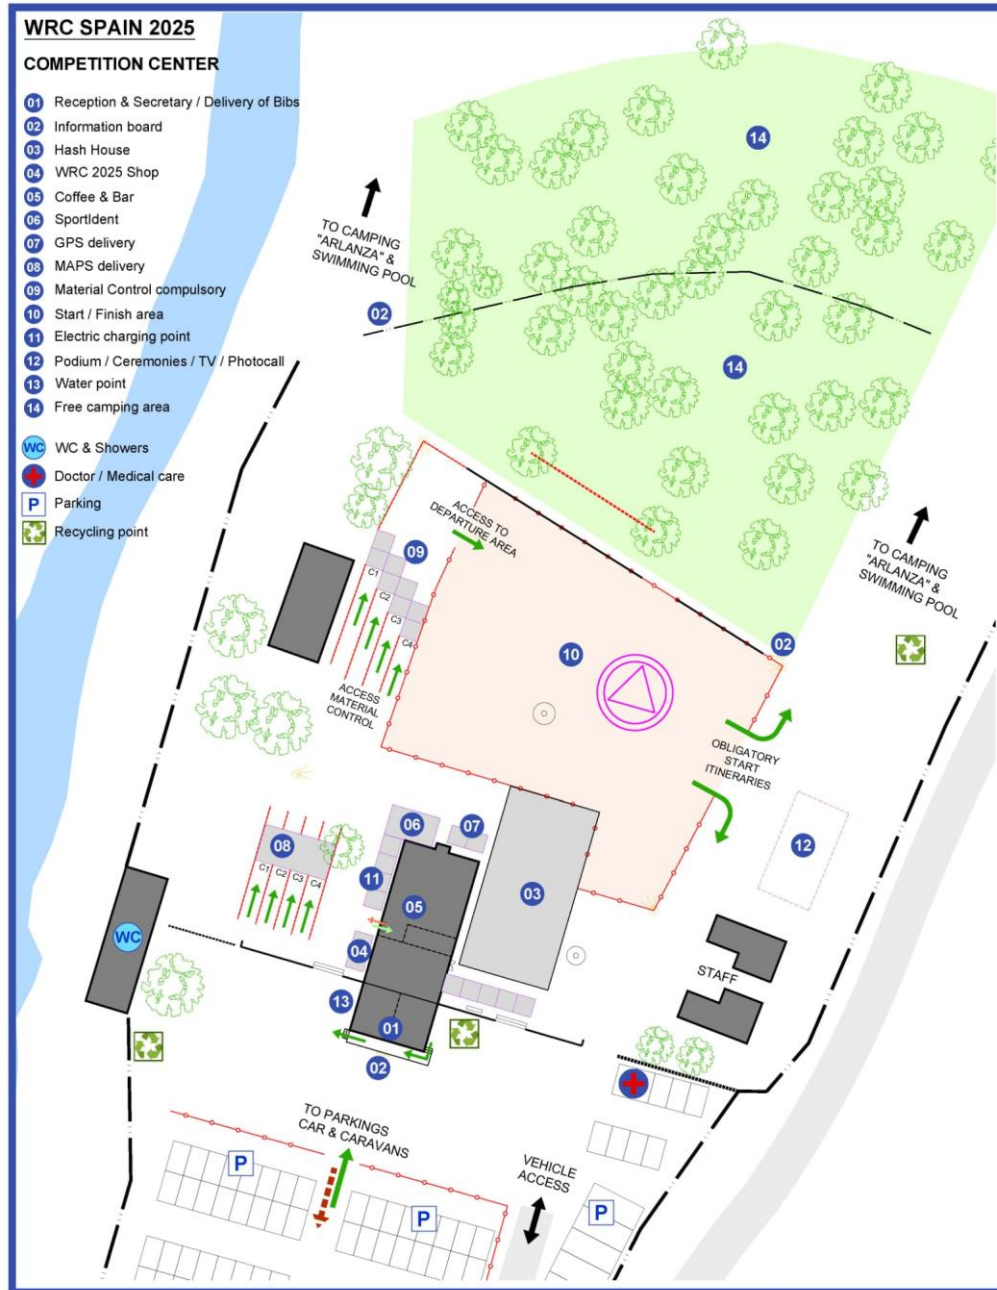 WRC SPAIN 2025
COMPETITION CENTER
01 Reception & Secretary / Delivery of Bibs
02 Information board
03 Hash House
04 WRC 2025 Shop
05 Coffee & Bar
06 SportIdent
07 GPS delivery
08 MAPS delivery
09 Material Control compulsory
10 Start / Finish area
11 Electric charging point
12 Podium / Ceremonies / TV / Photocall
13 Water point
14 Free camping area
WC WC & Showers
Doctor / Medical care
P Parking
Recycling point
14
TO CAMPING
"ARLANZA" &
SWIMMING POOL
02
14
ACCESS TO
DEPARTURE AREA
09
C1
C2
C3
C4
ACCESS
MATERIAL
CONTROL
TO CAMPING
"ARLANZA" &
SWIMMING POOL
02
10
OBLIGATORY
START
ITINERARIES
06
07
08
C1 C2 C3 C4
11
03
12
05
WC
04
STAFF
13
01
02
TO PARKINGS
CAR & CARAVANS
VEHICLE
ACCESS
P
P
P